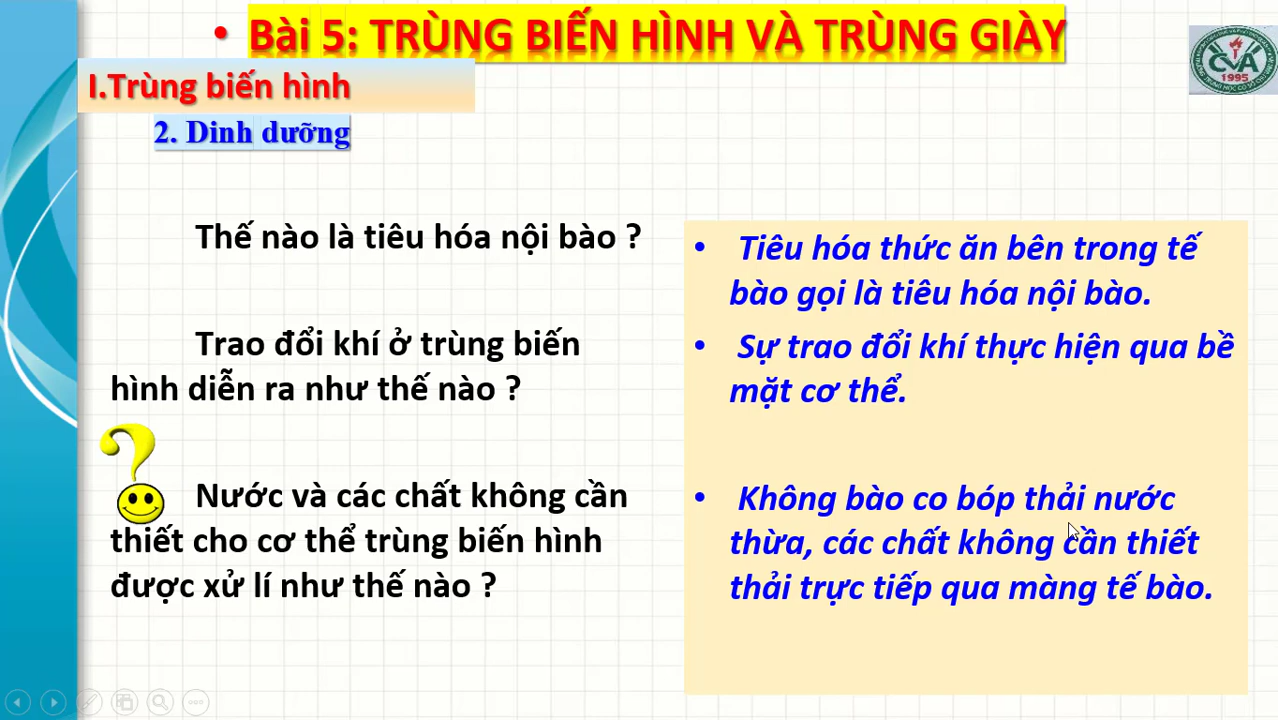 • Bài 5: TRÙNG BIẾN HÌNH VÀ TRÙNG GIÀY
I.Trùng biến hình
2. Dinh dưỡng
CVA
1995
Thế nào là tiêu hóa nội bào ?
Trao đổi khí ở trùng biến
hình diễn ra như thế nào ?
Nước và các chất không cần
thiết cho cơ thể trùng biến hình
được xử lí như thế nào ?
• Tiêu hóa thức ăn bên trong tế
bào gọi là tiêu hóa nội bào.
• Sự trao đổi khí thực hiện qua bề
mặt cơ thể.
• Không bào co bóp thải nước
thừa, các chất không cần thiết
thải trực tiếp qua màng tế bào.